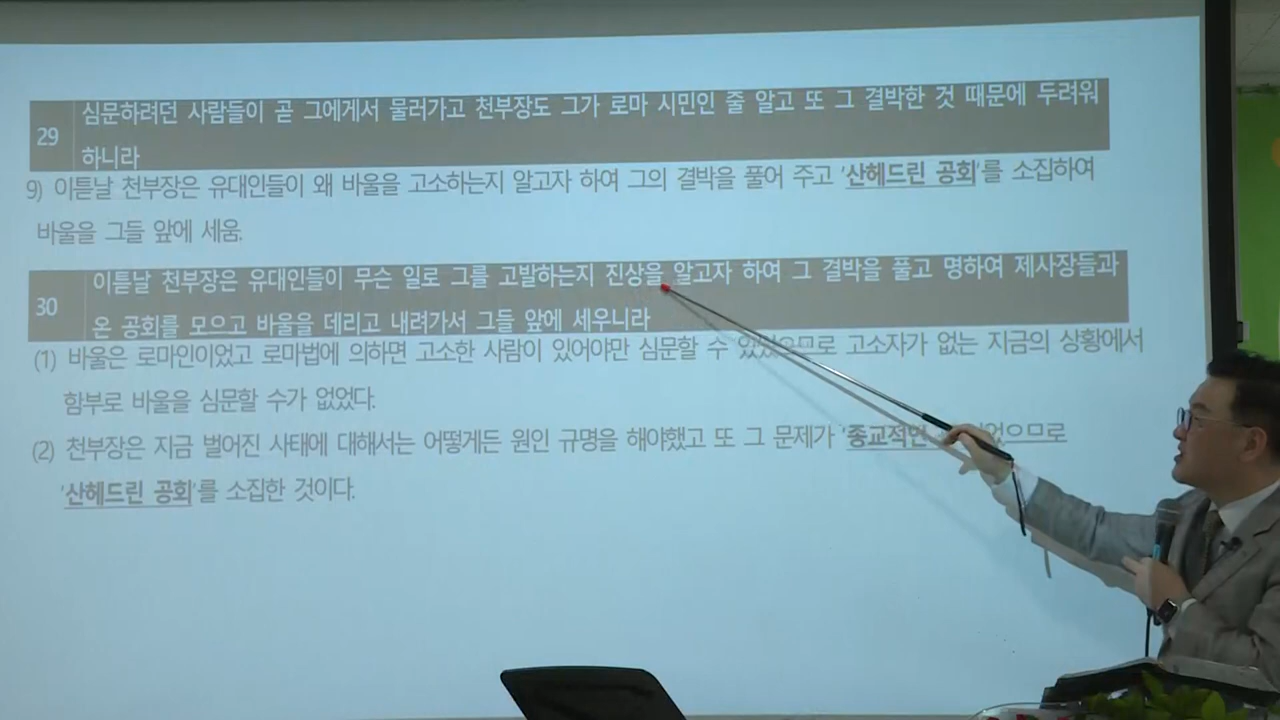 29 심문하려던 사람들이 곧 그에게서 물러가고 천부장도 그가 로마 시민인 줄 알고 또 그 결박한 것 때문에 두려워
하니라
9) 이튿날 천부장은 유대인들이 왜 바울을 고소하는지 알고자 하여 그의 결박을 풀어 주고 '산헤드린 공회'를 소집하여
바울을 그들 앞에 세움.
30 이튿날 천부장은 유대인들이 무슨 일로 그를 고발하는지 진상을 알고자 하여 그 결박을 풀고 명하여 제사장들과
온 공회를 모으고 바울을 데리고 내려가서 그들 앞에 세우니라
(1) 바울은 로마인이었고 로마법에 의하면 고소한 사람이 있어야만 심문할 수 있었으므로 고소자가 없는 지금의 상황에서
함부로 바울을 심문할 수가 없었다.
(2) 천부장은 지금 벌어진 사태에 대해서는 어떻게든 원인 규명을 해야했고 또 그 문제가 '종교적인
'산헤드린 공회'를 소집한 것이다.